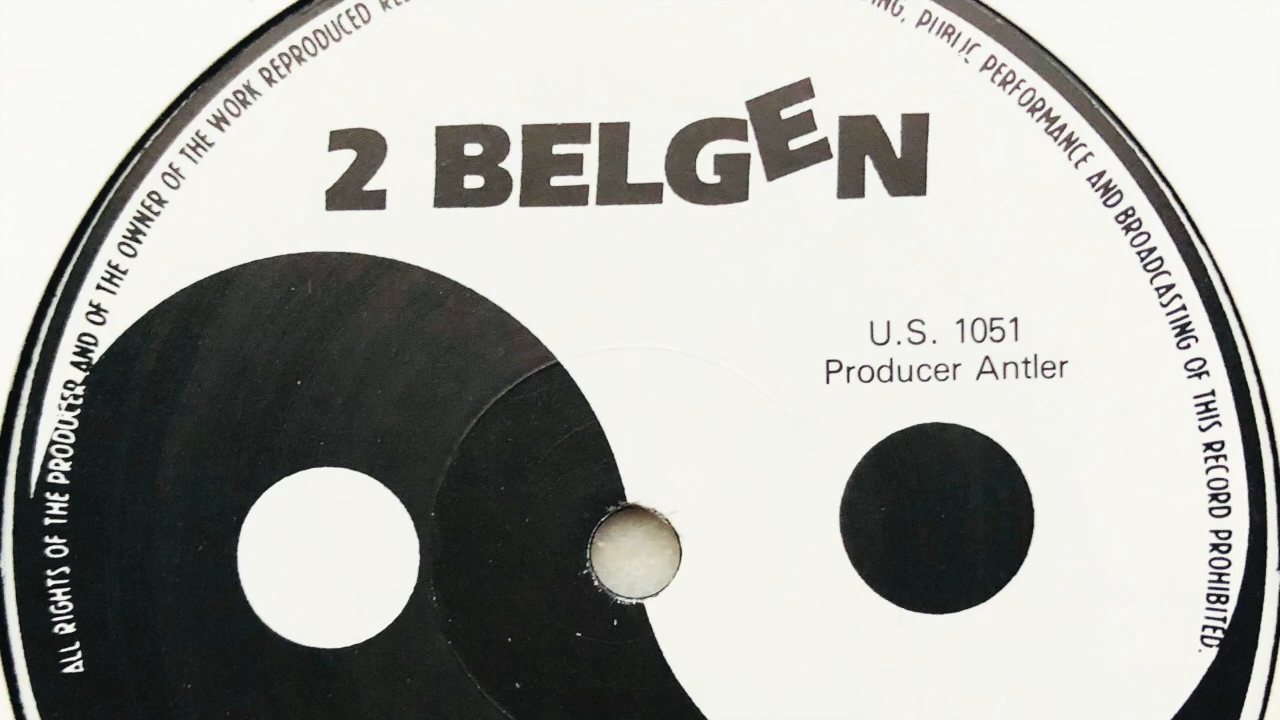 ALL RIGHTS OF THE PRODUCER AND OF THE OWNER OF THE WORK REPRODUCED
PUBLIC PERFORMANCE AND BROADCASTING OF THIS RECORD PROHIBITED.
2 BELGEN
U.S. 1051
Producer Antler